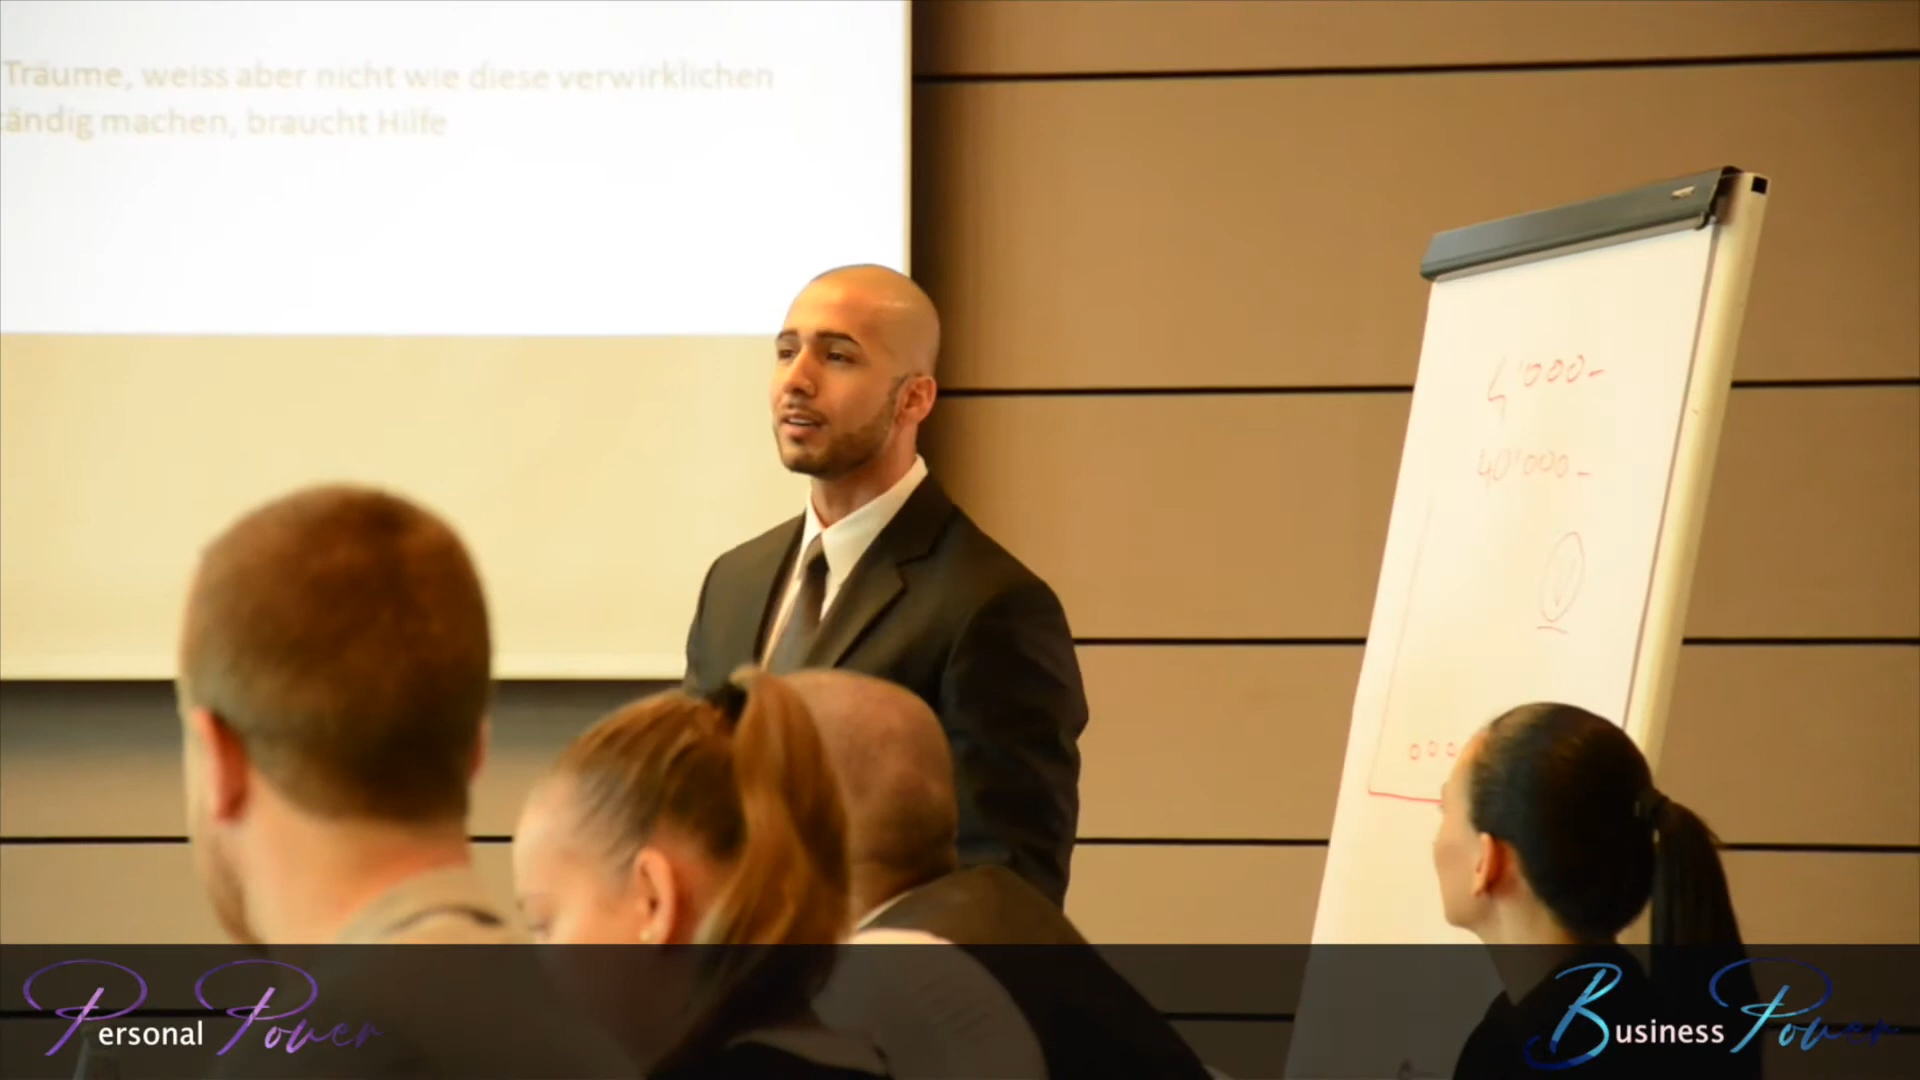 Träume, weiss aber nicht wie diese verwirklichen
ändig machen, braucht Hilfe
4'000-
40'000-
Personal Power
Business Power